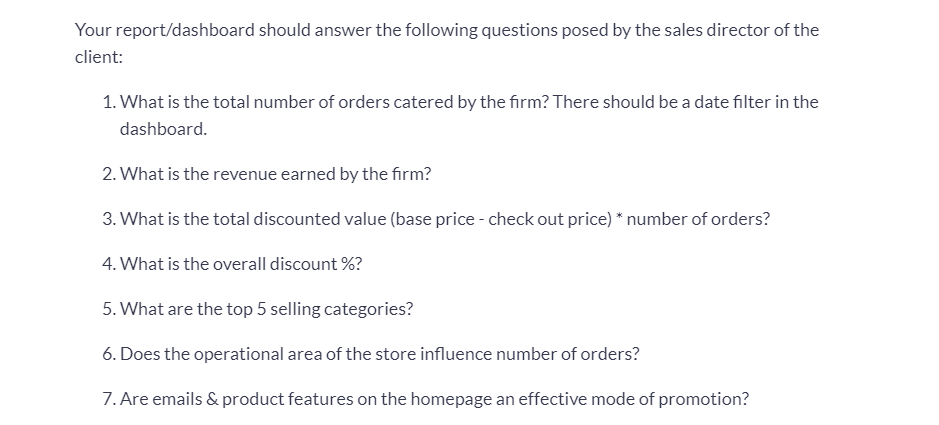 Your report/dashboard should answer the following questions posed by the sales director of the
client:
1. What is the total number of orders catered by the firm? There should be a date filter in the
dashboard.
2. What is the revenue earned by the firm?
3. What is the total discounted value (base price - check out price) * number of orders?
4. What is the overall discount %?
5. What are the top 5 selling categories?
6. Does the operational area of the store influence number of orders?
7. Are emails & product features on the homepage an effective mode of promotion?